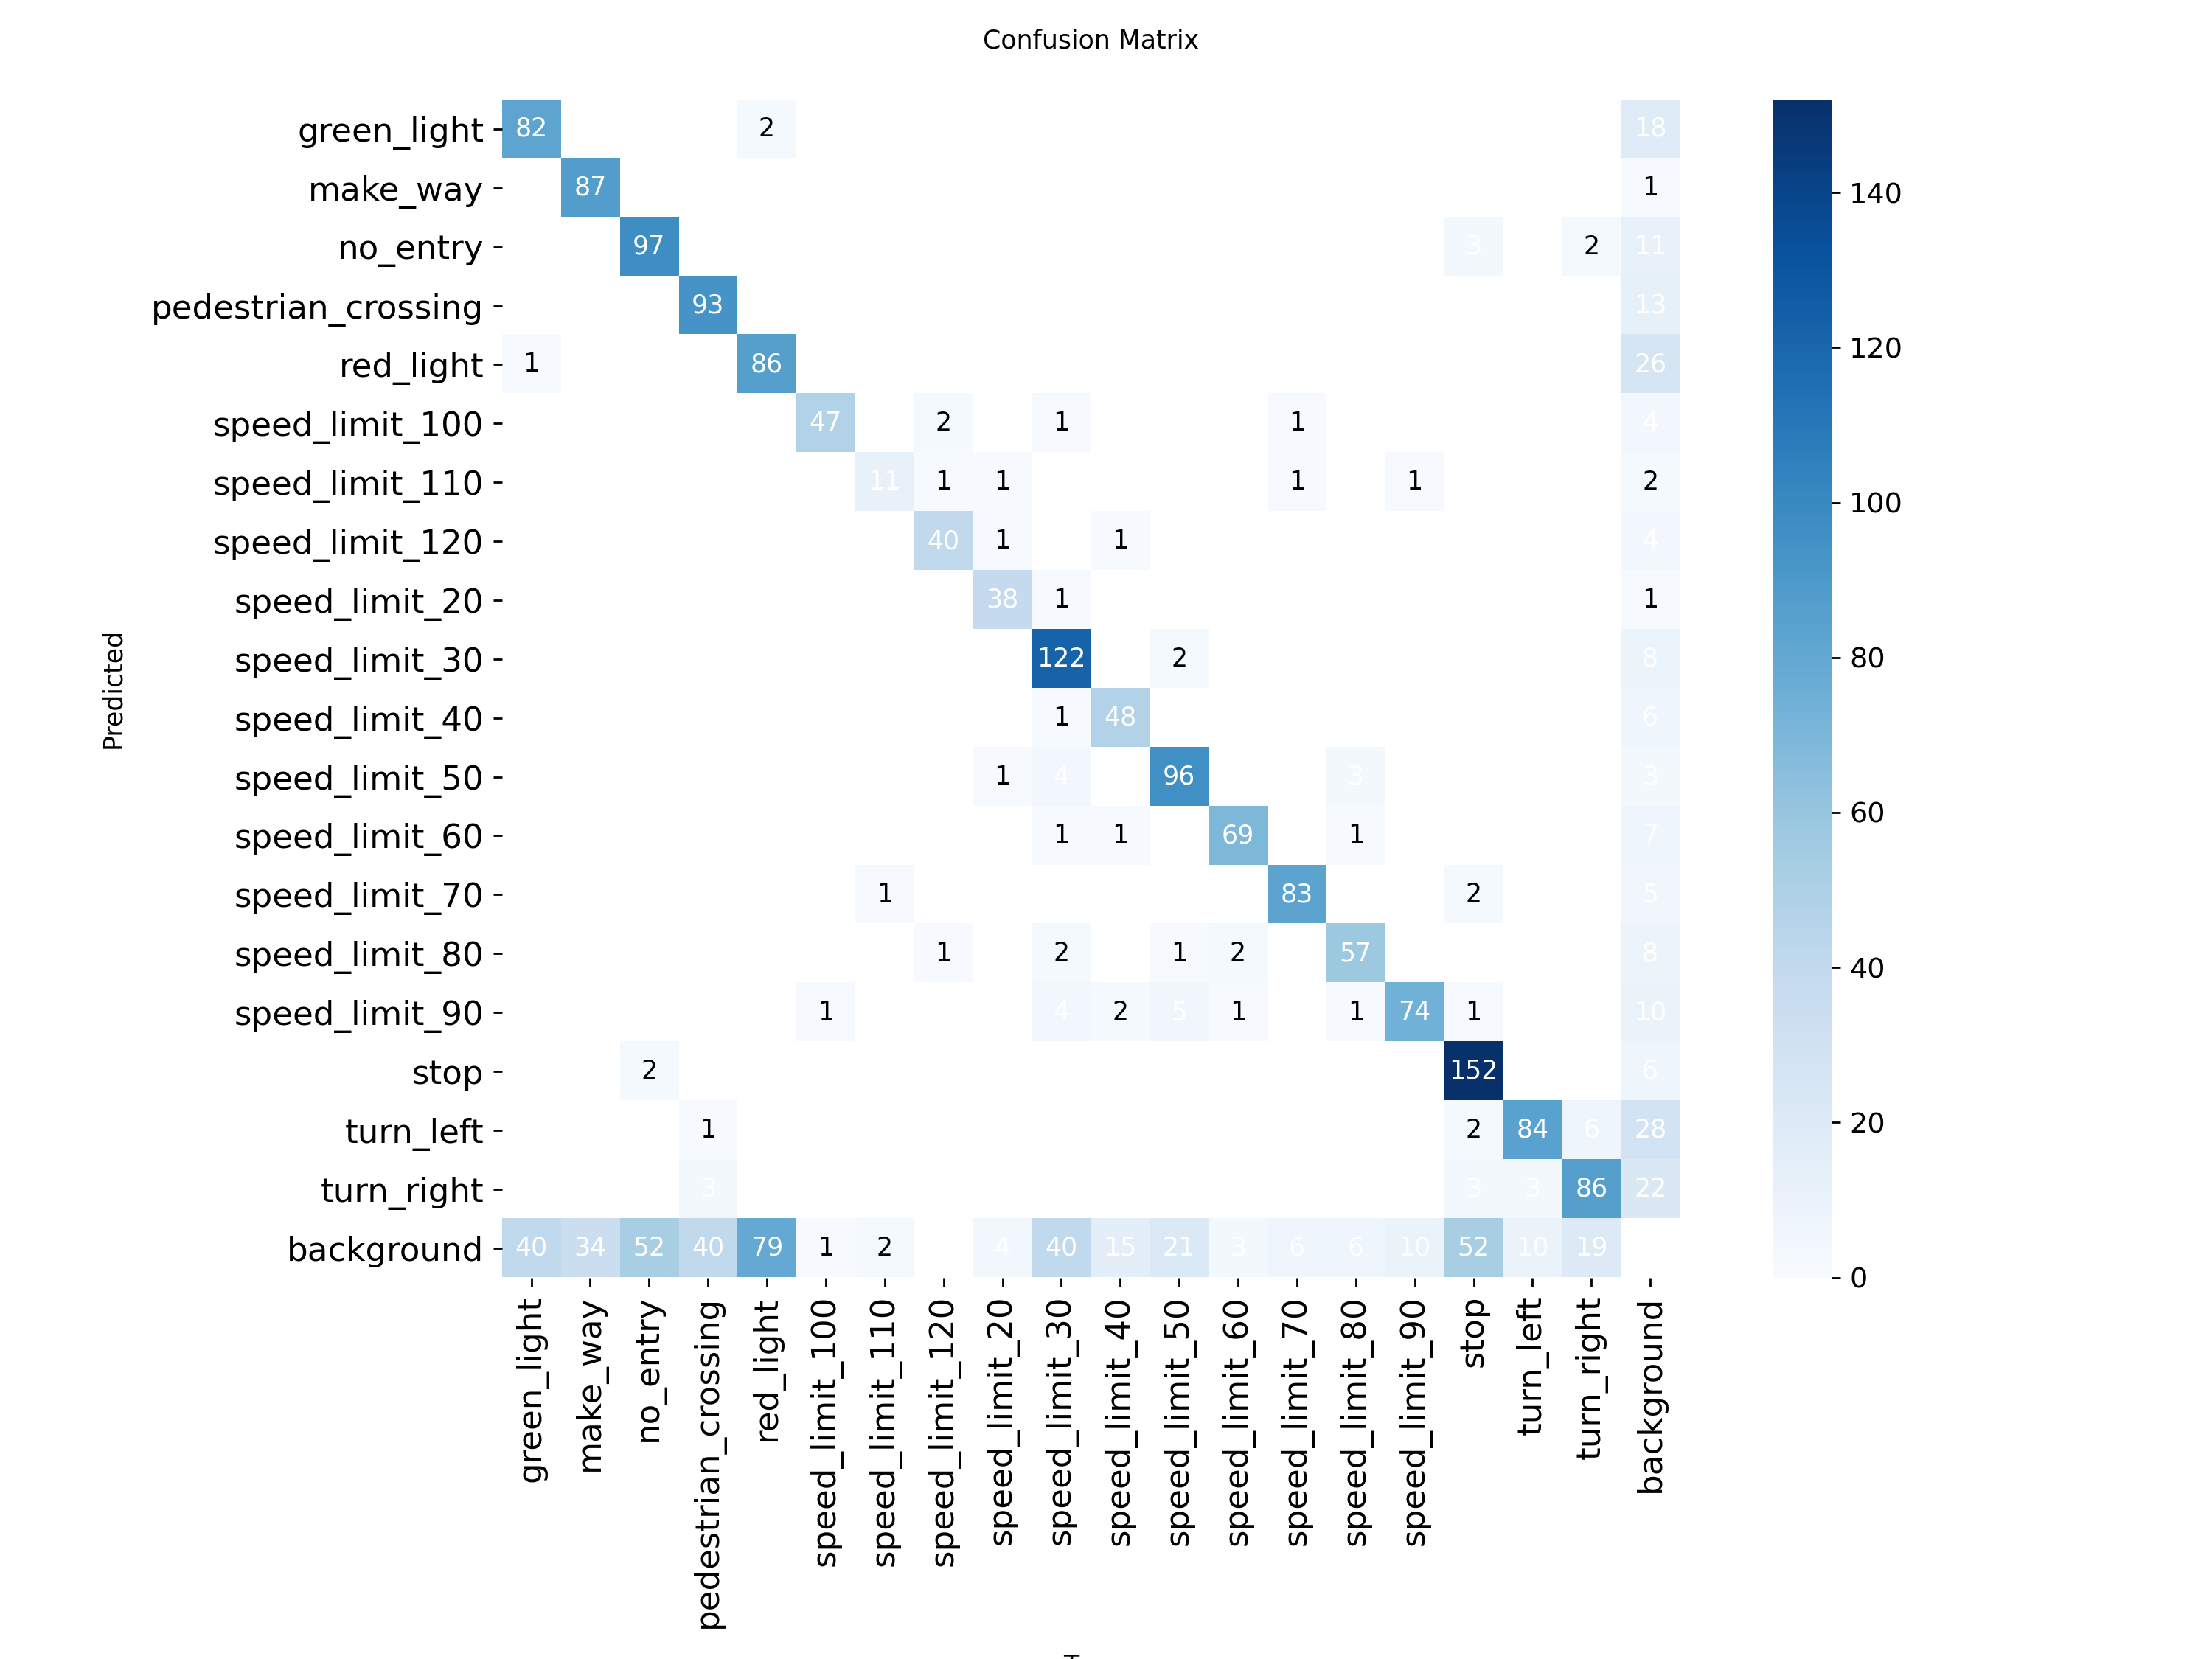 Confusion Matrix
green_light 82 2 18
make_way 87 1 140
no_entry 97 3 2 11
pedestrian_crossing 93 13
red_light 1 86 26 120
speed_limit_100 47 2 1 1 4
speed_limit_110 11 1 1 1 1 2 100
speed_limit_120 40 1 1 4
speed_limit_20 38 1 1
speed_limit_30 122 2 8 80
Predicted
speed_limit_40 1 48 6
speed_limit_50 1 4 96 3 3
speed_limit_60 1 1 69 1 7 60
speed_limit_70 1 83 2 5
speed_limit_80 1 2 1 2 57 8 40
speed_limit_90 1 4 2 5 1 1 74 1 10
stop 2 152 6
turn_left 1 2 84 6 28 20
turn_right 3 3 3 86 22
background 40 34 52 40 79 1 2 4 40 15 21 3 6 6 10 52 10 19 0
green_light
make_way
no_entry
pedestrian_crossing
red_light
speed_limit_100
speed_limit_110
speed_limit_120
speed_limit_20
speed_limit_30
speed_limit_40
speed_limit_50
speed_limit_60
speed_limit_70
speed_limit_80
speed_limit_90
stop
turn_left
turn_right
background